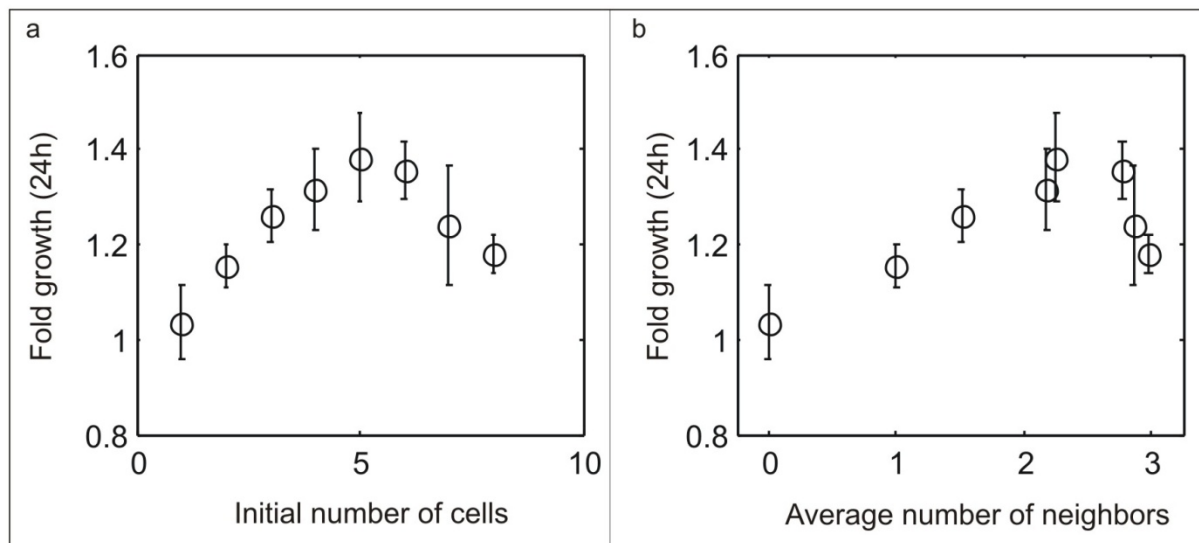 a
1.6
1.4
1.2
1
0.8
Fold growth (24h)
0
5
10
Initial number of cells
b
1.6
1.4
1.2
1
0.8
Fold growth (24h)
0
1
2
3
Average number of neighbors